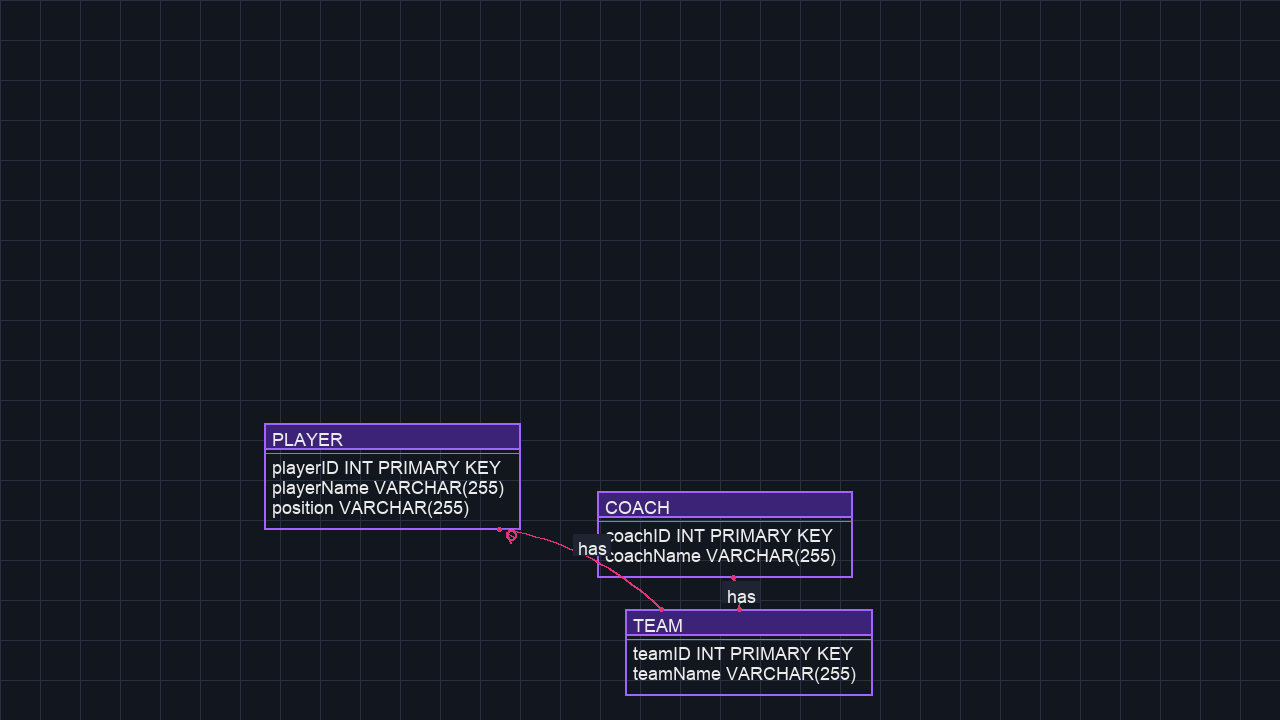 PLAYER
playerID INT PRIMARY KEY
playerName VARCHAR(255)
position VARCHAR(255)
COACH
coachID INT PRIMARY KEY
coachName VARCHAR(255)
has
has
TEAM
teamID INT PRIMARY KEY
teamName VARCHAR(255)